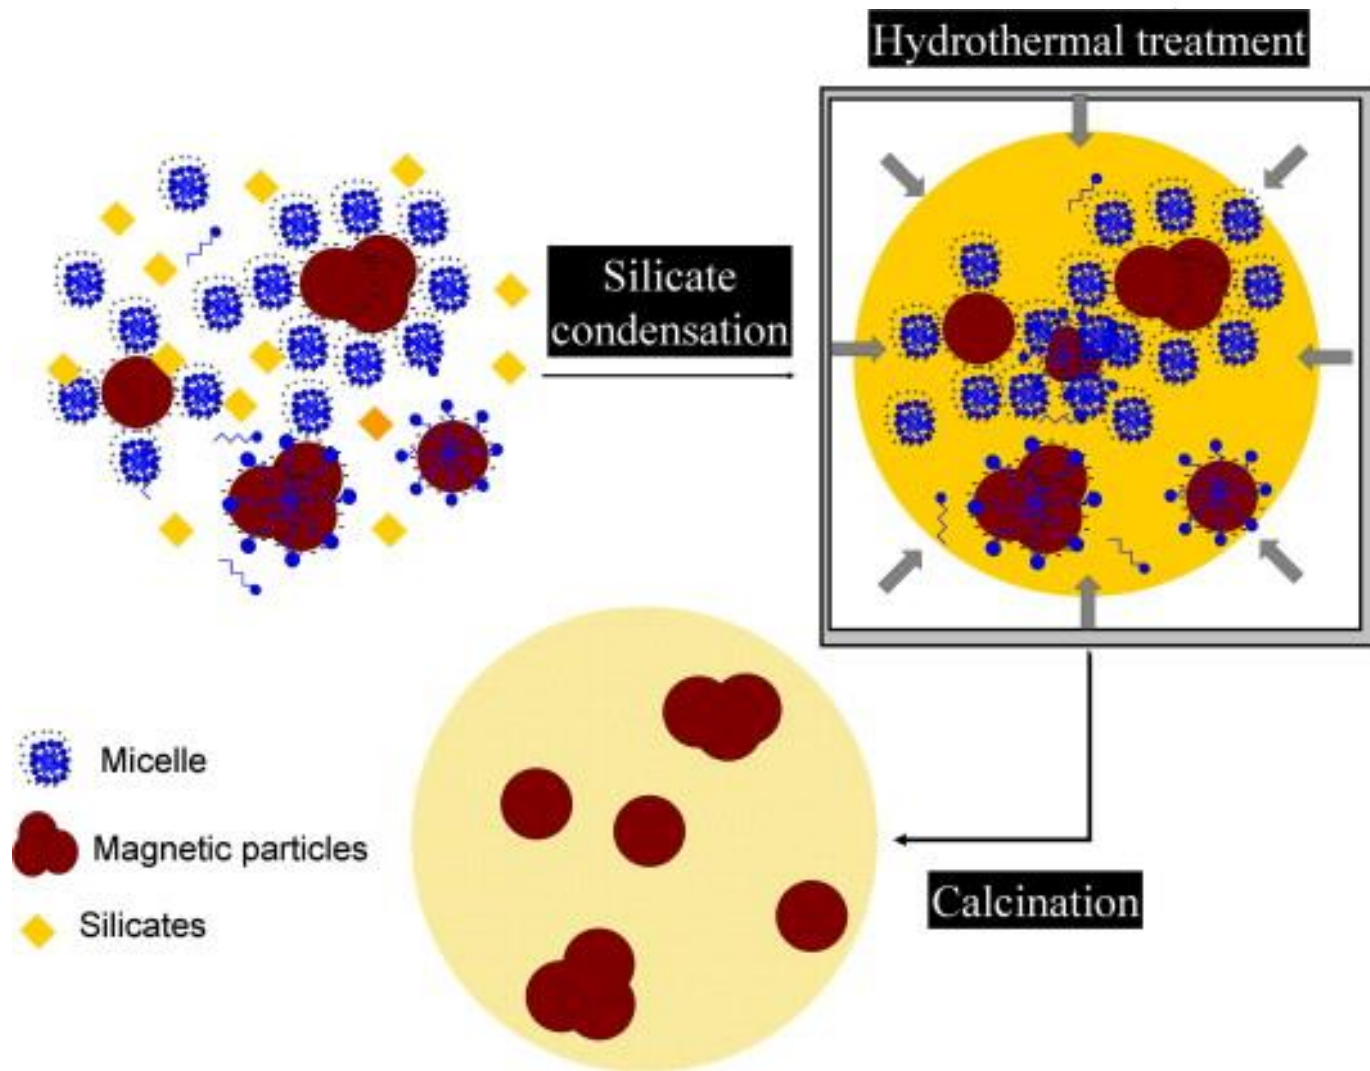 Hydrothermal treatment
Silicate
condensation
Micelle
Magnetic particles
Silicates
Calcination